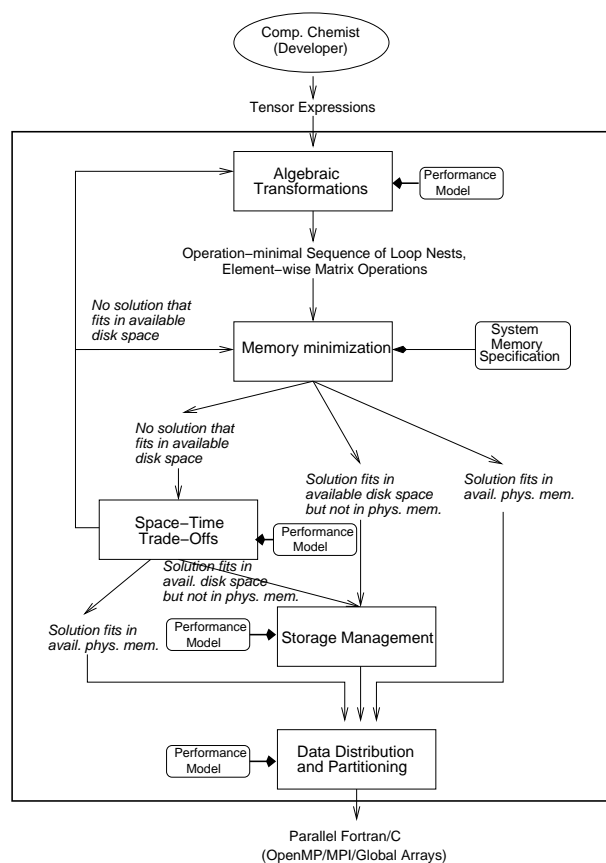 Comp. Chemist
(Developer)
Tensor Expressions
Algebraic
Transformations
Performance
Model
Operation−minimal Sequence of Loop Nests,
Element−wise Matrix Operations
No solution that
fits in available
disk space
Memory minimization
System
Memory
Specification
No solution that
fits in available
disk space
Solution fits in
available disk space
but not in phys. mem.
Solution fits in
avail. phys. mem.
Space−Time
Trade−Offs
Performance
Model
Solution fits in
avail. disk space
but not in phys. mem.
Solution fits in
avail. phys. mem.
Performance
Model
Storage Management
Performance
Model
Data Distribution
and Partitioning
Parallel Fortran/C
(OpenMP/MPI/Global Arrays)